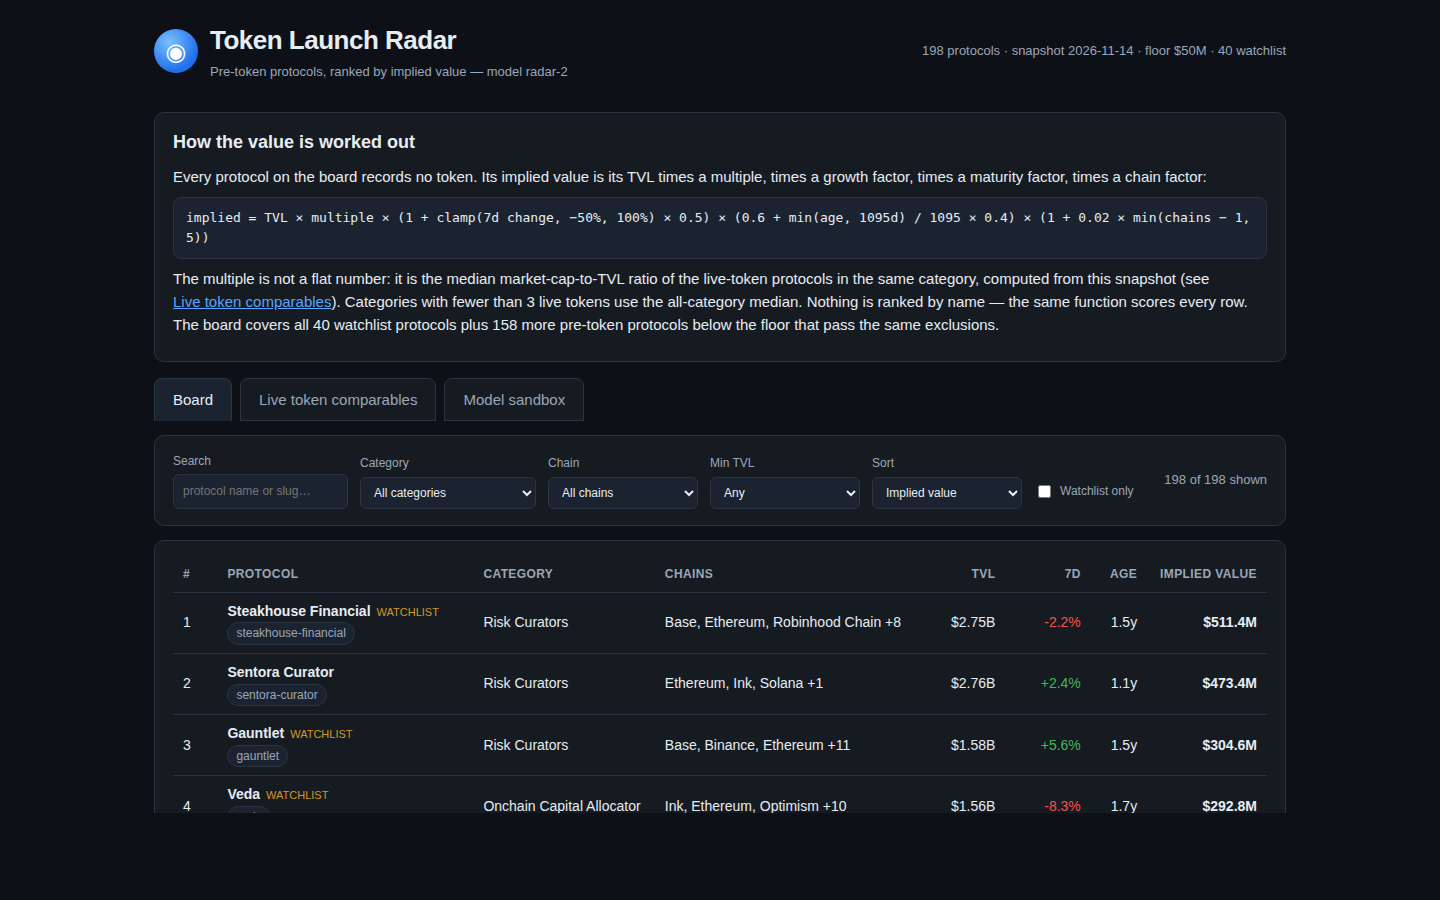 Token Launch Radar
Pre-token protocols, ranked by implied value — model radar-2
198 protocols · snapshot 2026-11-14 · floor $50M · 40 watchlist
How the value is worked out
Every protocol on the board records no token. Its implied value is its TVL times a multiple, times a growth factor, times a maturity factor, times a chain factor:
implied = TVL × multiple × (1 + clamp(7d change, −50%, 100%) × 0.5) × (0.6 + min(age, 1095d) / 1095 × 0.4) × (1 + 0.02 × min(chains − 1,
5))
The multiple is not a flat number: it is the median market-cap-to-TVL ratio of the live-token protocols in the same category, computed from this snapshot (see
Live token comparables). Categories with fewer than 3 live tokens use the all-category median. Nothing is ranked by name — the same function scores every row.
The board covers all 40 watchlist protocols plus 158 more pre-token protocols below the floor that pass the same exclusions.
Board
Live token comparables
Model sandbox
Search
Category
Chain
Min TVL
Sort
protocol name or slug…
All categories
All chains
Any
Implied value
Watchlist only
198 of 198 shown
# PROTOCOL CATEGORY CHAINS TVL 7D AGE IMPLIED VALUE
1 Steakhouse Financial WATCHLIST Risk Curators Base, Ethereum, Robinhood Chain +8 $2.75B -2.2% 1.5y $511.4M
steakhouse-financial
2 Sentora Curator Risk Curators Ethereum, Ink, Solana +1 $2.76B +2.4% 1.1y $473.4M
sentora-curator
3 Gauntlet WATCHLIST Risk Curators Base, Binance, Ethereum +11 $1.58B +5.6% 1.5y $304.6M
gauntlet
4 Veda WATCHLIST Onchain Capital Allocator Ink, Ethereum, Optimism +10 $1.56B -8.3% 1.7y $292.8M